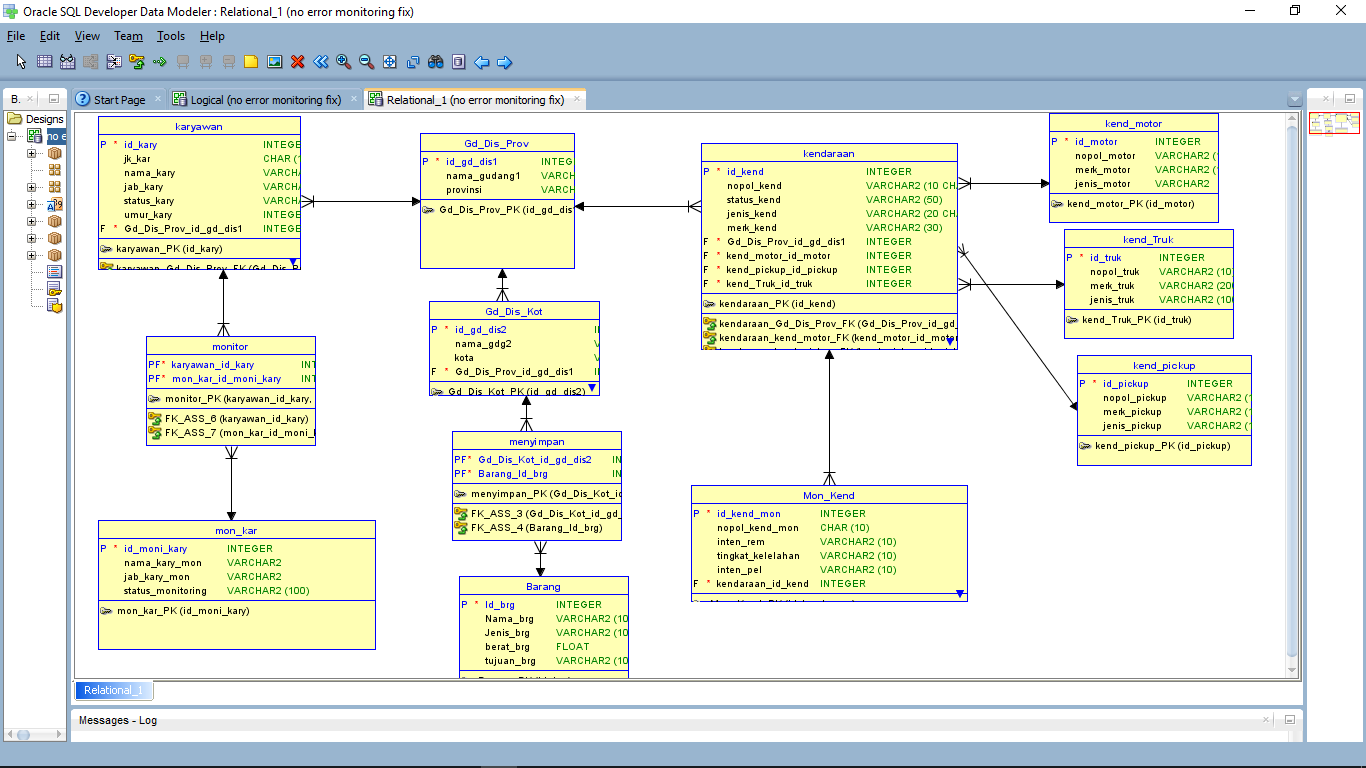 Oracle SQL Developer Data Modeler : Relational_1 (no error monitoring fix)
File Edit View Team Tools Help
B.
Start Page
Logical (no error monitoring fix)
Relational_1 (no error monitoring fix)
Designs
no e
karyawan
P * id_kary INTEGE
jk_kar CHAR (1
nama_kary VARCHA
jab_kary VARCHA
status_kary VARCHA
umur_kary INTEGE
F * Gd_Dis_Prov_id_gd_dis1 INTEGE
karyawan_PK (id_kary)
karyawan_Gd_Dis_Prov_FK (Gd_Dis_P
Gd_Dis_Prov
P * id_gd_dis1 INTEG
nama_gudang1 VARCH
provinsi VARCH
Gd_Dis_Prov_PK (id_gd_dis
kendaraan
P * id_kend INTEGER
nopol_kend VARCHAR2 (10 CH
status_kend VARCHAR2 (50)
jenis_kend VARCHAR2 (20 CH
merk_kend VARCHAR2 (30)
F * Gd_Dis_Prov_id_gd_dis1 INTEGER
F * kend_motor_id_motor INTEGER
F * kend_pickup_id_pickup INTEGER
F * kend_Truk_id_truk INTEGER
kendaraan_PK (id_kend)
kendaraan_Gd_Dis_Prov_FK (Gd_Dis_Prov_id_gd_
kendaraan_kend_motor_FK (kend_motor_id_motor
kend_motor
P * id_motor INTEGER
nopol_motor VARCHAR2 (
merk_motor VARCHAR2 (
jenis_motor VARCHAR2
kend_motor_PK (id_motor)
kend_Truk
P * id_truk INTEGER
nopol_truk VARCHAR2 (10
merk_truk VARCHAR2 (20
jenis_truk VARCHAR2 (10
kend_Truk_PK (id_truk)
kend_pickup
P * id_pickup INTEGER
nopol_pickup VARCHAR2 (
merk_pickup VARCHAR2 (
jenis_pickup VARCHAR2 (
kend_pickup_PK (id_pickup)
Gd_Dis_Kot
P * id_gd_dis2
nama_gdg2
kota
F * Gd_Dis_Prov_id_gd_dis1
Gd_Dis_Kot_PK (id_gd_dis2)
monitor
PF* karyawan_id_kary INT
PF* mon_kar_id_moni_kary INT
monitor_PK (karyawan_id_kary,
FK_ASS_6 (karyawan_id_kary)
FK_ASS_7 (mon_kar_id_moni_
menyimpan
PF* Gd_Dis_Kot_id_gd_dis2 IN
PF* Barang_Id_brg IN
menyimpan_PK (Gd_Dis_Kot_id
FK_ASS_3 (Gd_Dis_Kot_id_gd_
FK_ASS_4 (Barang_Id_brg)
Mon_Kend
P * id_kend_mon INTEGER
nopol_kend_mon CHAR (10)
inten_rem VARCHAR2 (10)
tingkat_kelelahan VARCHAR2 (10)
inten_pel VARCHAR2 (10)
F * kendaraan_id_kend INTEGER
mon_kar
P * id_moni_kary INTEGER
nama_kary_mon VARCHAR2
jab_kary_mon VARCHAR2
status_monitoring VARCHAR2 (100)
mon_kar_PK (id_moni_kary)
Barang
P * Id_brg INTEGER
Nama_brg VARCHAR2 (10
Jenis_brg VARCHAR2 (10
berat_brg FLOAT
tujuan_brg VARCHAR2 (10
Relational_1
Messages - Log